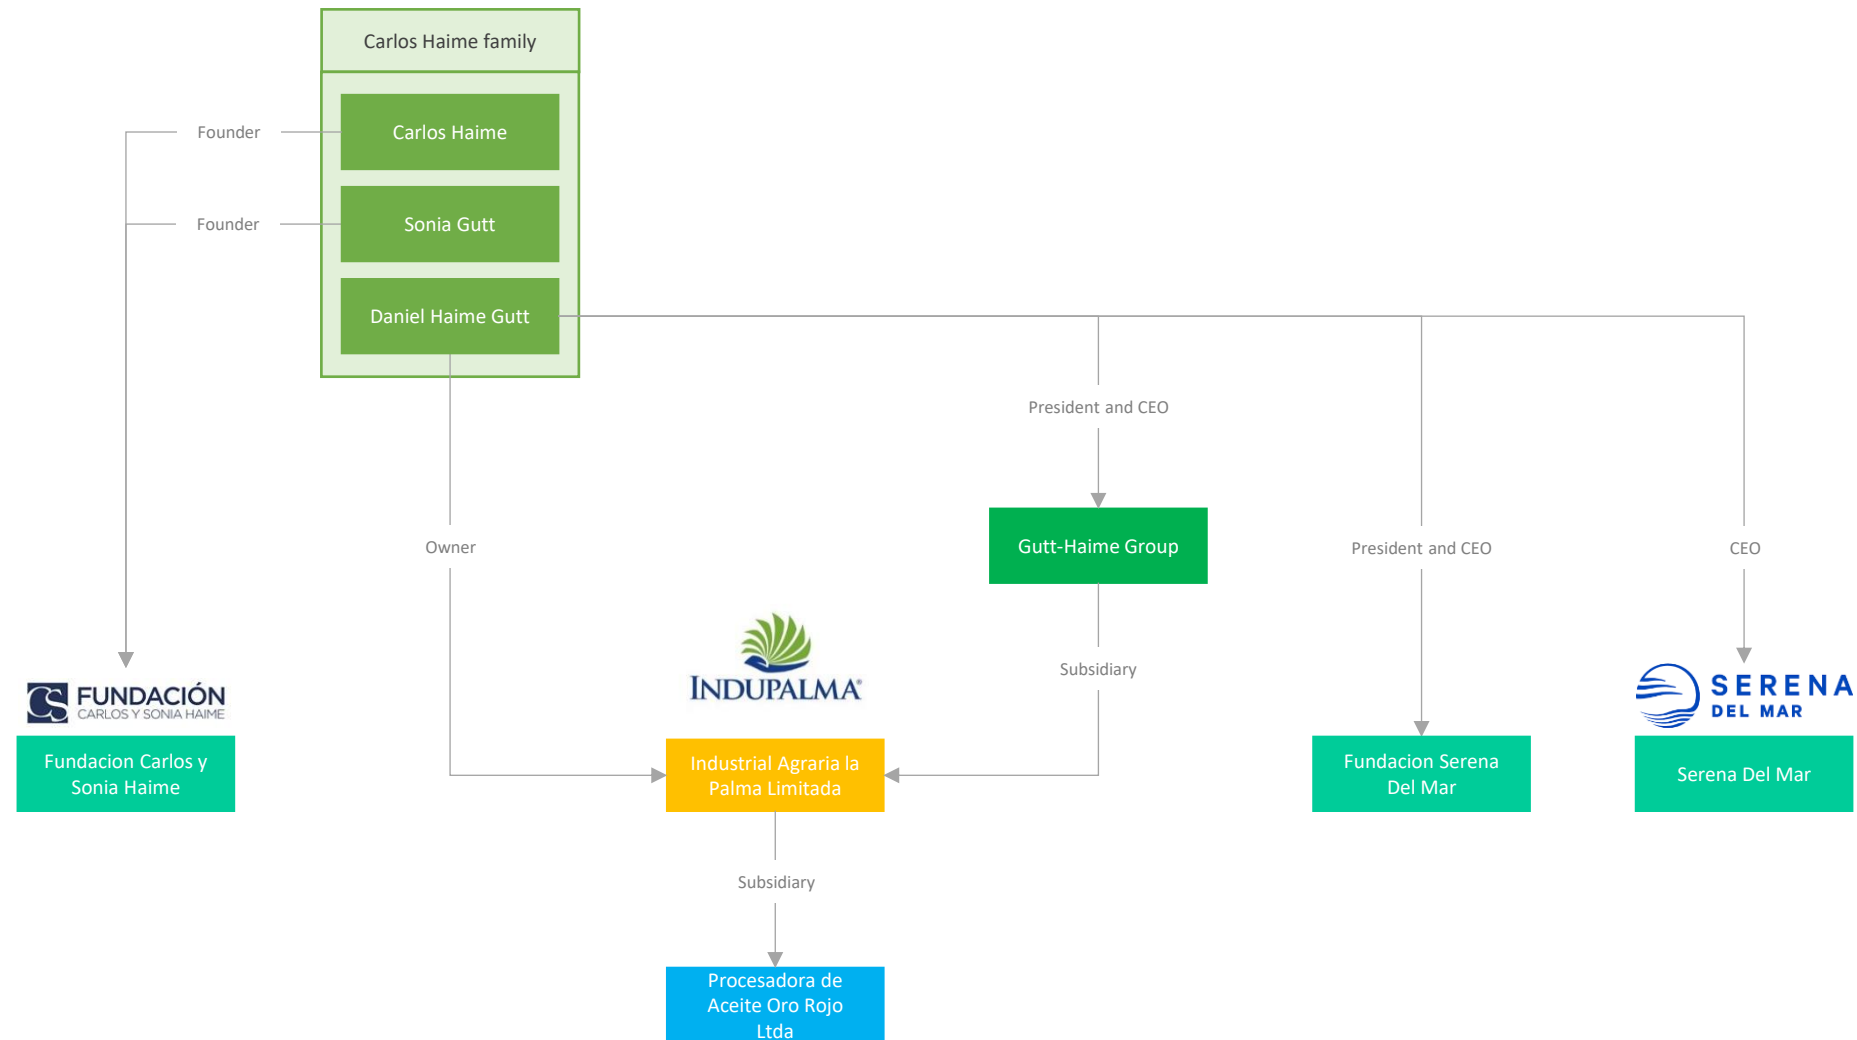 Carlos Haime family
Founder
Carlos Haime
Founder
Sonia Gutt
Daniel Haime Gutt
President and CEO
Owner
Gutt-Haime Group
President and CEO
CEO
INDUPALMA®
Subsidiary
CS FUNDACIÓN
CARLOS Y SONIA HAIME
SERENA
DEL MAR
Fundacion Carlos y
Sonia Haime
Industrial Agraria la
Palma Limitada
Fundacion Serena
Del Mar
Serena Del Mar
Subsidiary
Procesadora de
Aceite Oro Rojo
Ltda